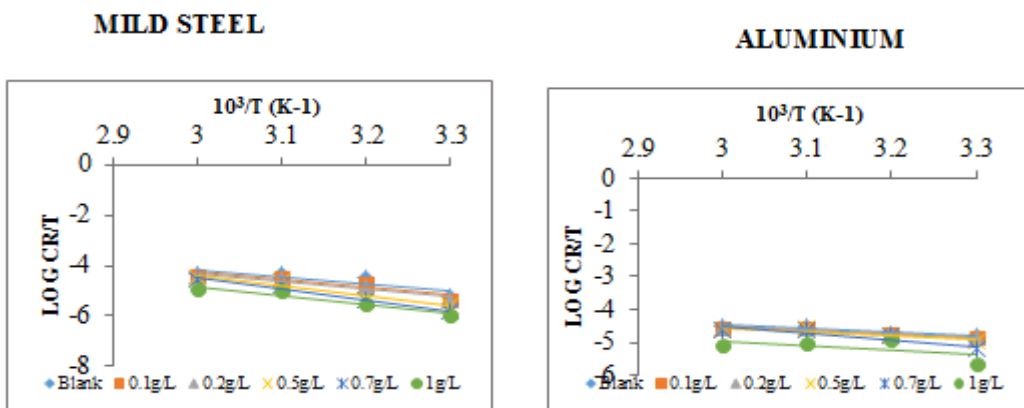 MILD STEEL
10³/T (K-1)
2.9 3 3.1 3.2 3.3
0
-2
-4
-6
-8
LOG CR/T
Blank 0.1g/L 0.2g/L 0.5g/L 0.7g/L 1g/L
ALUMINIUM
10³/T (K-1)
2.9 3 3.1 3.2 3.3
0
-1
-2
-3
-4
-5
-6
LOG CR/T
Blank 0.1g/L 0.2g/L 0.5g/L 0.7g/L 1g/L